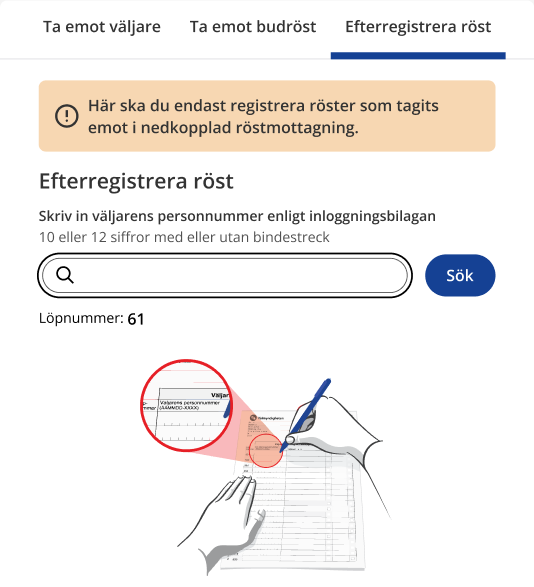 Ta emot väljare
Ta emot budröst
Efterregistrera röst
Här ska du endast registrera röster som tagits
emot i nedkopplad röstmottagning.
Efterregistrera röst
Skriv in väljarens personnummer enligt inloggningsbilagan
10 eller 12 siffror med eller utan bindestreck
Sök
Löpnummer: 61
Väljar
Väljarens personnummer
(ÅÅMMDD-XXXX)
Valmyndigheten